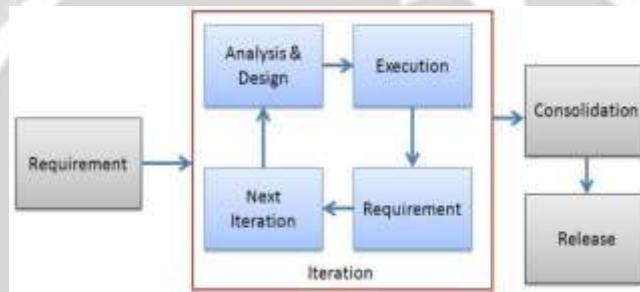 Requirement
Analysis &
Design
Execution
Next
Iteration
Requirement
Iteration
Consolidation
Release